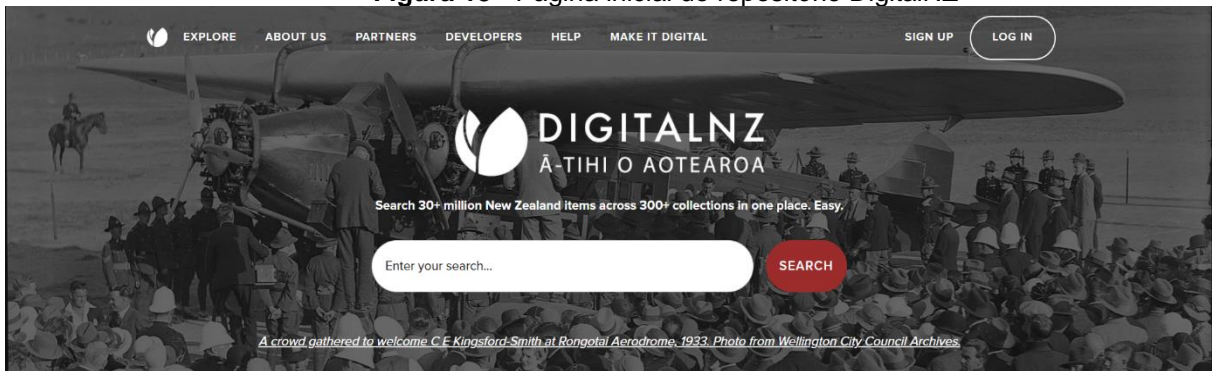 Página inicial do repositório DigitalNZ
EXPLORE ABOUT US PARTNERS DEVELOPERS HELP MAKE IT DIGITAL SIGN UP LOG IN
DIGITALNZ
Ā-TIHI O AOTEAROA
Search 30+ million New Zealand items across 300+ collections in one place. Easy.
Enter your search... SEARCH
A crowd gathered to welcome C E Kingsford-Smith at Rongotai Aerodrome, 1933. Photo from Wellington City Council Archives.